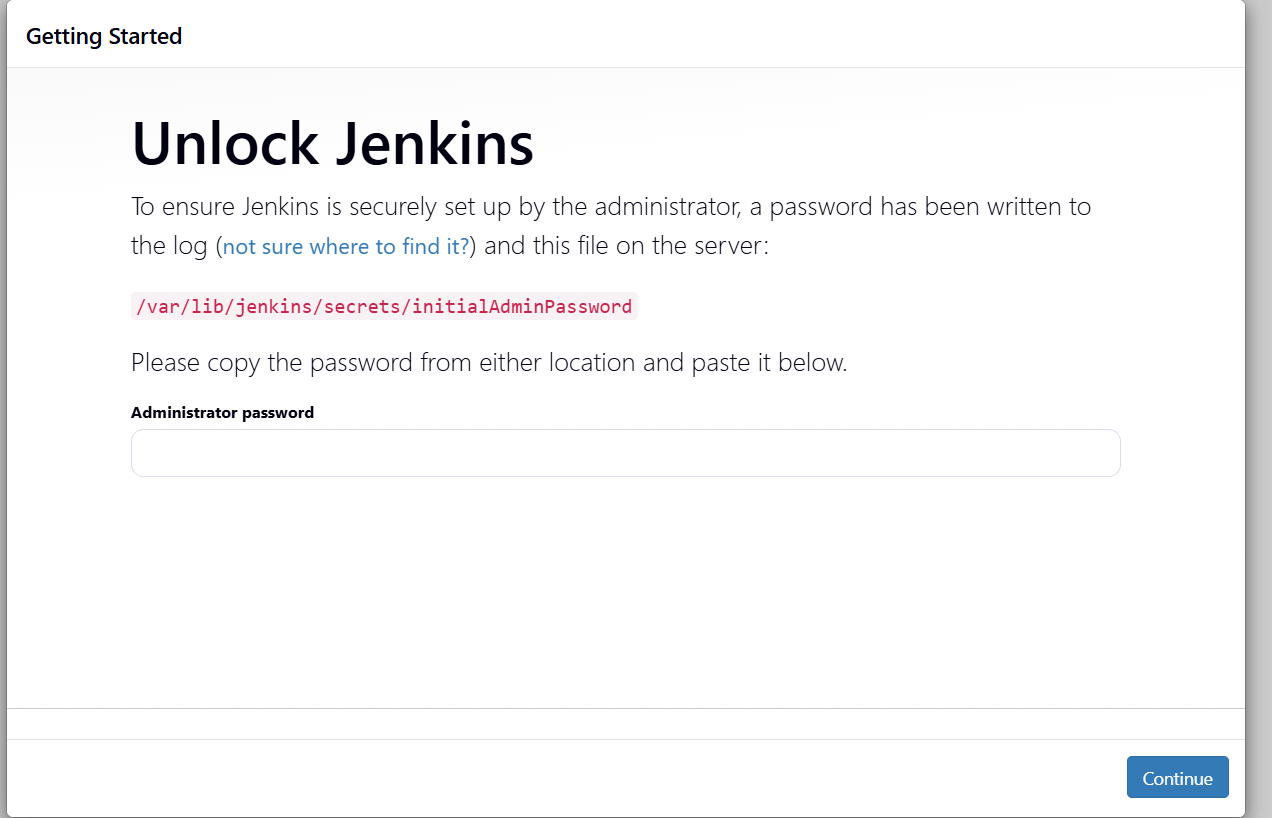 Getting Started
Unlock Jenkins
To ensure Jenkins is securely set up by the administrator, a password has been written to
the log (not sure where to find it?) and this file on the server:
/var/lib/jenkins/secrets/initialAdminPassword
Please copy the password from either location and paste it below.
Administrator password
Continue